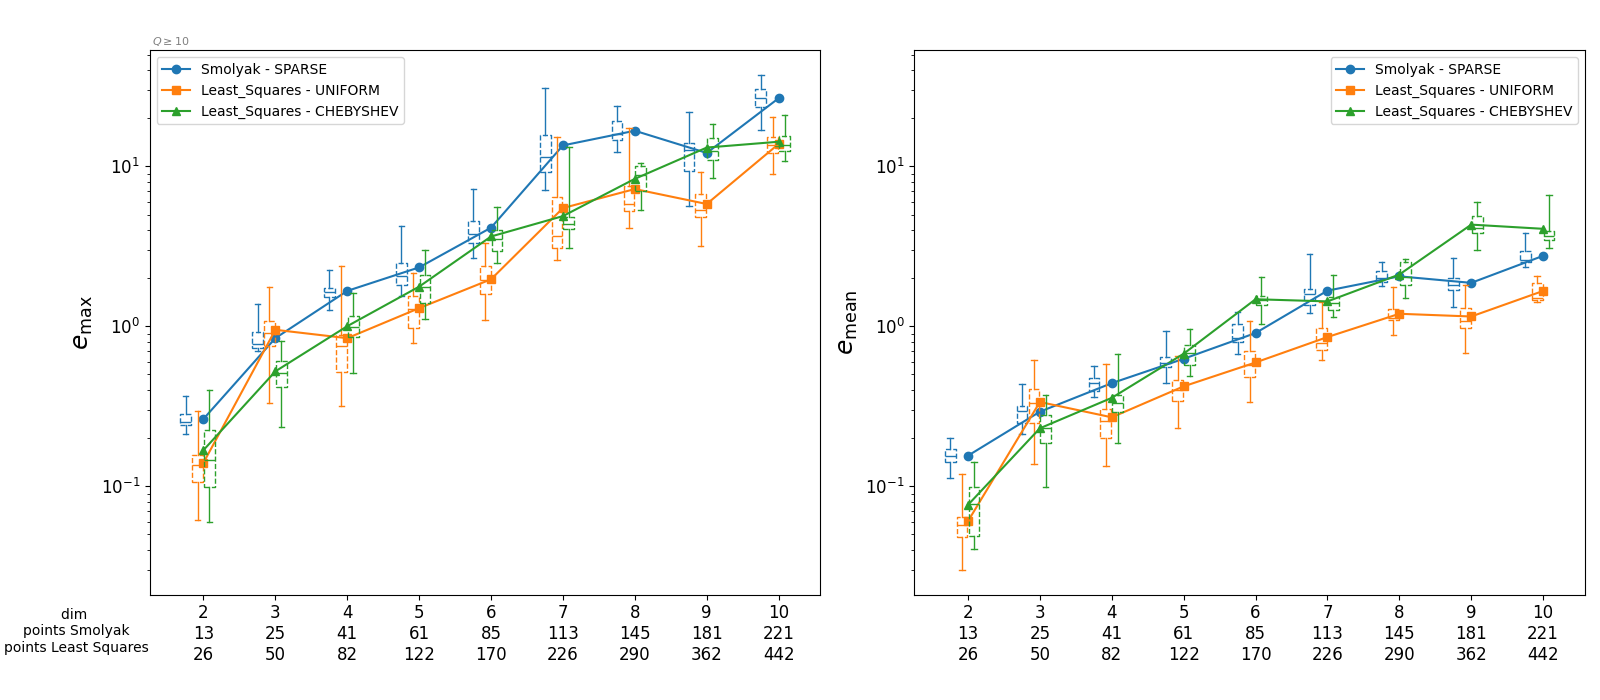 Q ≥ 10
Smolyak - SPARSE
Least_Squares - UNIFORM
Least_Squares - CHEBYSHEV
10¹
10⁰
10⁻¹
e_max
dim 2 3 4 5 6 7 8 9 10
points Smolyak 13 25 41 61 85 113 145 181 221
points Least Squares 26 50 82 122 170 226 290 362 442
Smolyak - SPARSE
Least_Squares - UNIFORM
Least_Squares - CHEBYSHEV
10¹
10⁰
10⁻¹
e_mean
2 3 4 5 6 7 8 9 10
13 25 41 61 85 113 145 181 221
26 50 82 122 170 226 290 362 442